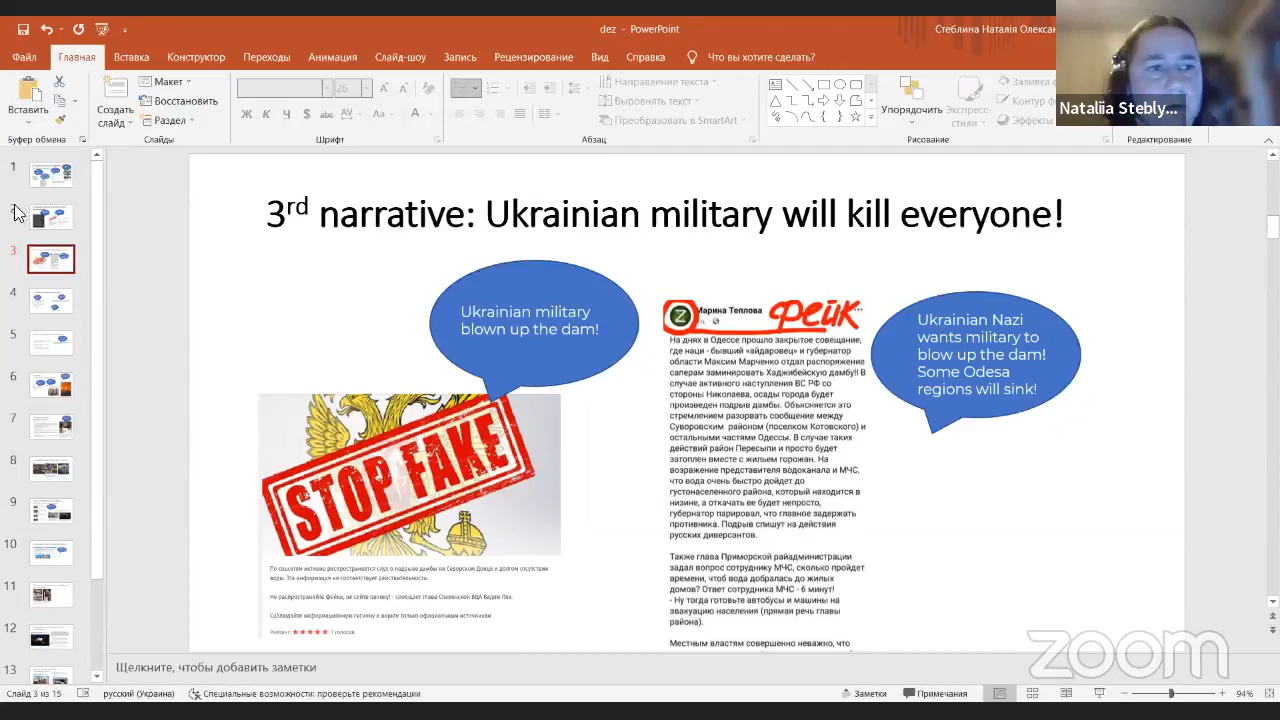 dez - PowerPoint
Стеблина Наталія Олексан
Файл
Главная
Вставка
Конструктор
Переходы
Анимация
Слайд-шоу
Запись
Рецензирование
Вид
Справка
Что вы хотите сделать?
Nataliia Stebly...
Вставить
Создать слайд
Макет
Восстановить
Раздел
26
Направление текста
Выровнять текст
Преобразовать в SmartArt
Упорядочить
Экспресс-стили
Заливка
Контур ф
Эффекты
Буфер обмена
Слайды
Шрифт
Абзац
Рисование
Редактирование
1
3
4
5
6
9
10
11
12
13
3rd narrative: Ukrainian military will kill everyone!
Ukrainian military
blown up the dam!
STOP FAKE
По соцсетям активно распространяется слух о подрыве дамбы на Северском Донце и долгом отсутствии
воды. Эта информация не соответствует действительности.
Не распространяйте фейки, не сейте панику! - сообщает глава Славянской ВЦА Вадим Лях.
Соблюдайте информационную гигиену и верьте только официальным источникам
Рейтинг: 7 голосов
Марина Теплова
Фейк
На днях в Одессе прошло закрытое совещание,
где наци - бывший «айдаровец» и губернатор
области Максим Марченко отдал распоряжение
саперам заминировать Хаджибейскую дамбу!! В
случае активного наступления ВС РФ со
стороны Николаева, осады города будет
произведен подрыв дамбы. Объясняется это
стремлением разорвать сообщение между
Суворовским районом (поселком Котовского) и
остальными частями Одессы. В случае таких
действий район Пересыпи и просто будет
затоплен вместе с жильем горожан. На
возражение представителя водоканала и МЧС,
что вода очень быстро дойдет до
густонаселенного района, который находится в
низине, а откачать ее будет непросто,
губернатор парировал, что главное задержать
противника. Подрыв спишут на действия
русских диверсантов.
Также глава Приморской райадминистрации
задал вопрос сотруднику МЧС, сколько пройдет
времени, чтоб вода добралась до жилых
домов? Ответ сотрудника МЧС - 6 минут!
- Ну тогда готовьте автобусы и машины на
эвакуацию населения (прямая речь главы
района).
Местным властям совершенно неважно, что
Ukrainian Nazi
wants military to
blow up the dam!
Some Odesa
regions will sink!
zoom
Щелкните, чтобы добавить заметки
Слайд 3 из 15
русский (Украина)
Специальные возможности: проверьте рекомендации
Заметки
Примечания
94%